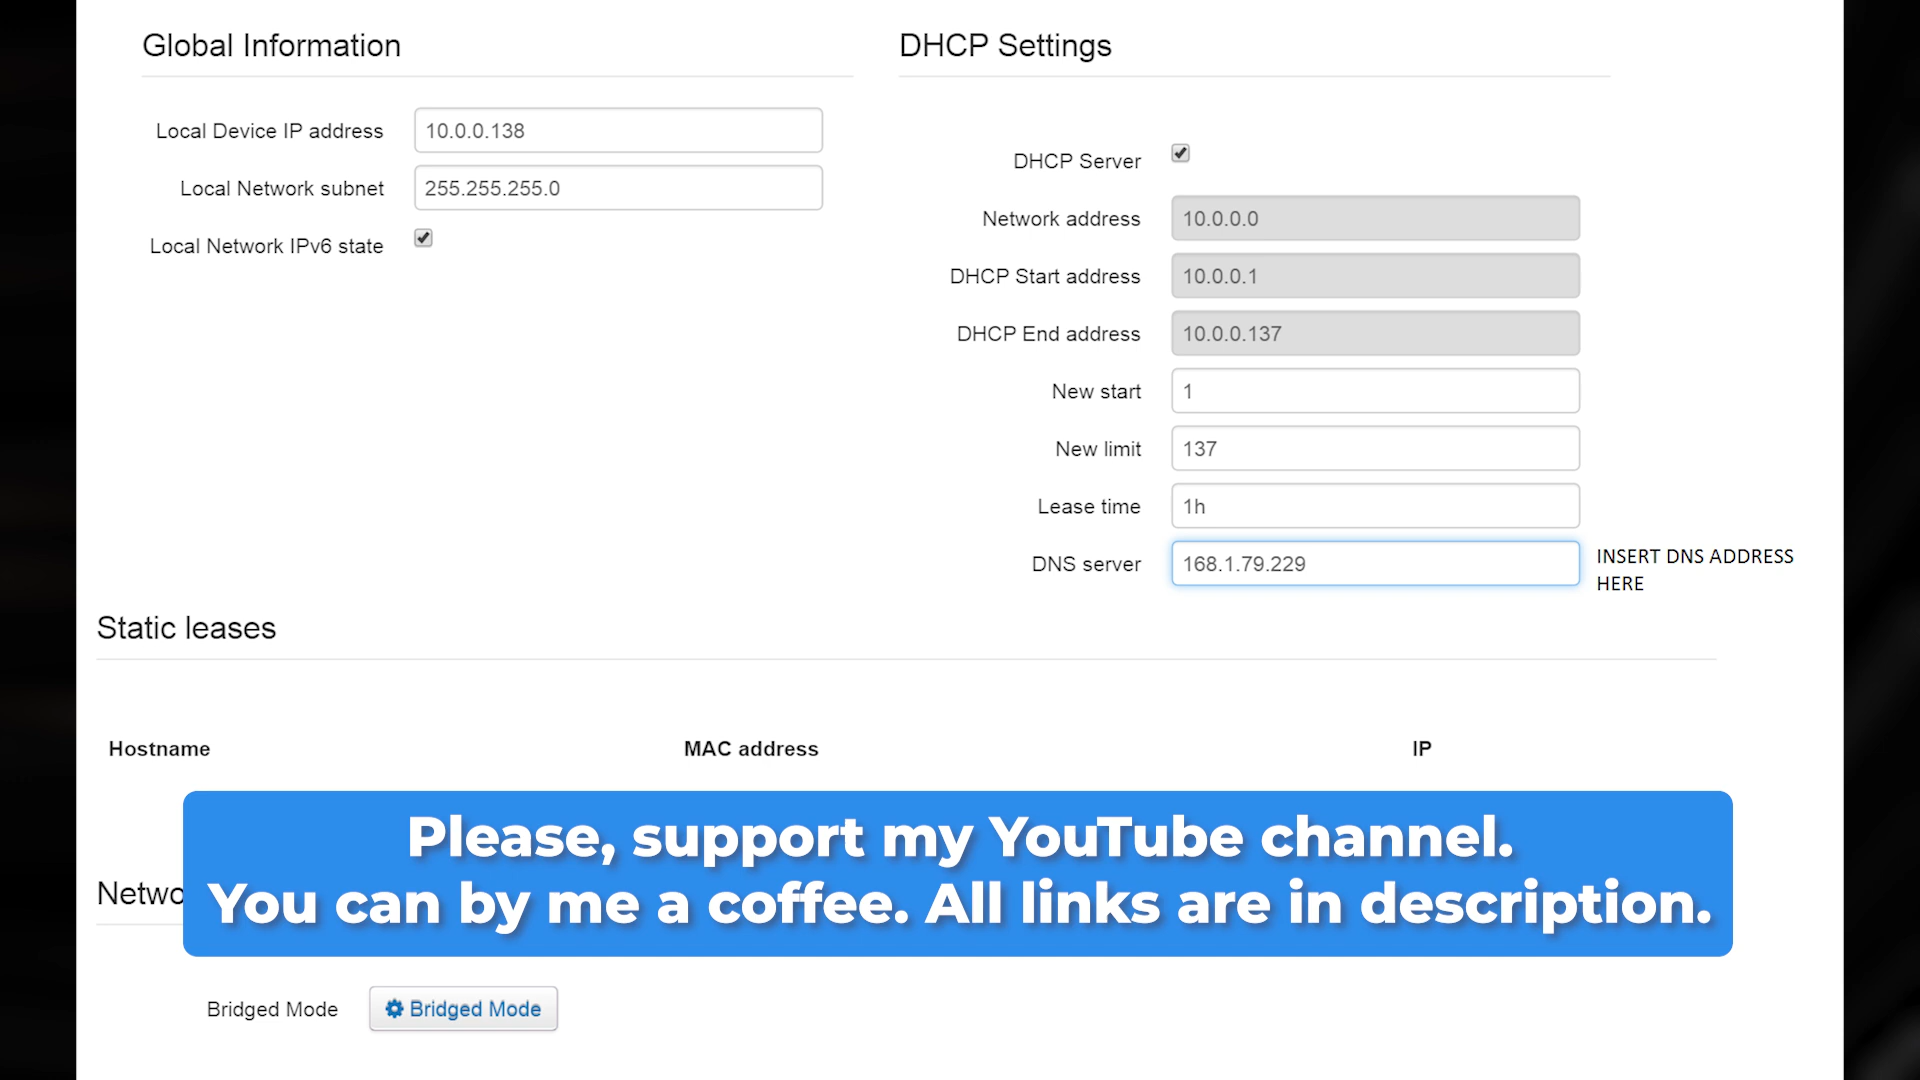 Global Information
Local Device IP address 10.0.0.138
Local Network subnet 255.255.255.0
Local Network IPv6 state
DHCP Settings
DHCP Server
Network address 10.0.0.0
DHCP Start address 10.0.0.1
DHCP End address 10.0.0.137
New start 1
New limit 137
Lease time 1h
DNS server 168.1.79.229
INSERT DNS ADDRESS
HERE
Static leases
Hostname MAC address IP
Please, support my YouTube channel.
You can by me a coffee. All links are in description.
Bridged Mode Bridged Mode